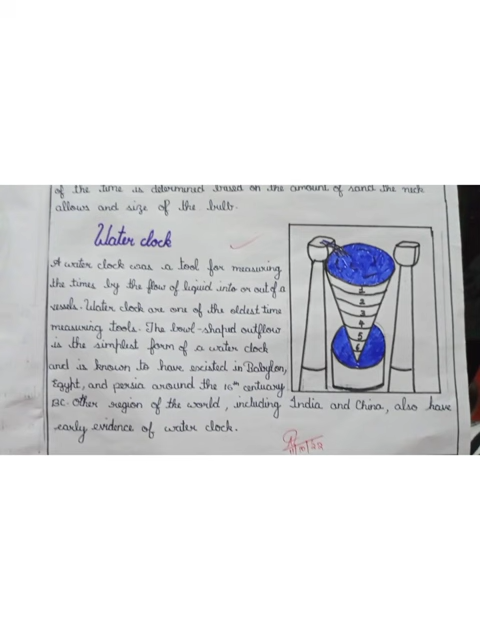 of the time is determined based on the amount of sand the neck
allows and size of the bulb.
Water clock
A water clock was a tool for measuring
the times by the flow of liquid into or out of a
vessels. Water clock are one of the oldest time
measuring tools. The bowl-shaped outflow
is the simplest form of a water clock
and is known to have existed in Babylon,
Egypt, and persia around the 16th centuary
BC. Other region of the world, including India and China, also have
early evidence of water clock.
1
2
3
4
5
6